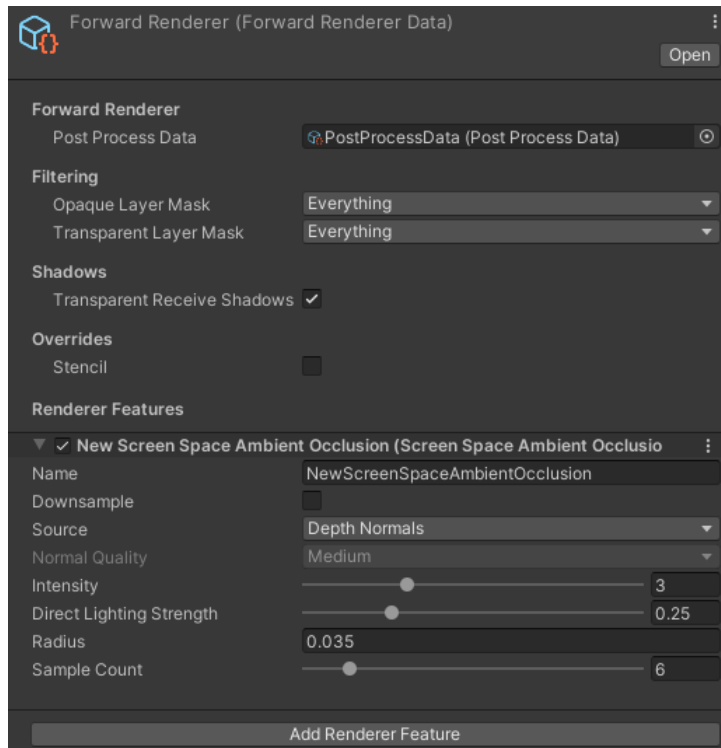 Forward Renderer (Forward Renderer Data)
Open
Forward Renderer
Post Process Data PostProcessData (Post Process Data)
Filtering
Opaque Layer Mask Everything
Transparent Layer Mask Everything
Shadows
Transparent Receive Shadows
Overrides
Stencil
Renderer Features
New Screen Space Ambient Occlusion (Screen Space Ambient Occlusio
Name NewScreenSpaceAmbientOcclusion
Downsample
Source Depth Normals
Normal Quality Medium
Intensity 3
Direct Lighting Strength 0.25
Radius 0.035
Sample Count 6
Add Renderer Feature